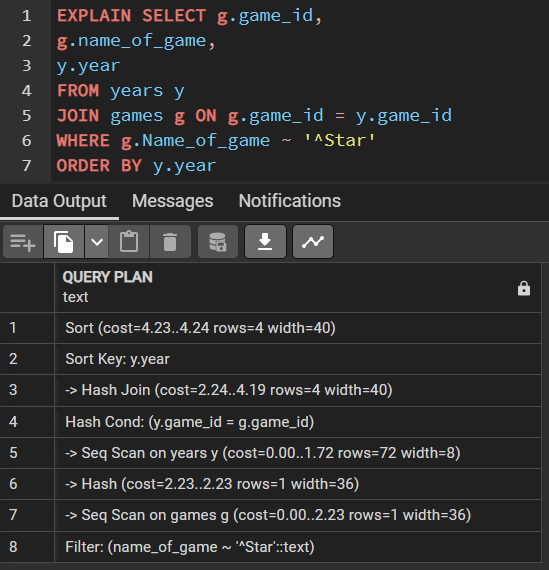 1 EXPLAIN SELECT g.game_id,
2 g.name_of_game,
3 y.year
4 FROM years y
5 JOIN games g ON g.game_id = y.game_id
6 WHERE g.Name_of_game ~ '^Star'
7 ORDER BY y.year
Data Output Messages Notifications
QUERY PLAN
text
1 Sort (cost=4.23..4.24 rows=4 width=40)
2 Sort Key: y.year
3 -> Hash Join (cost=2.24..4.19 rows=4 width=40)
4 Hash Cond: (y.game_id = g.game_id)
5 -> Seq Scan on years y (cost=0.00..1.72 rows=72 width=8)
6 -> Hash (cost=2.23..2.23 rows=1 width=36)
7 -> Seq Scan on games g (cost=0.00..2.23 rows=1 width=36)
8 Filter: (name_of_game ~ '^Star'::text)